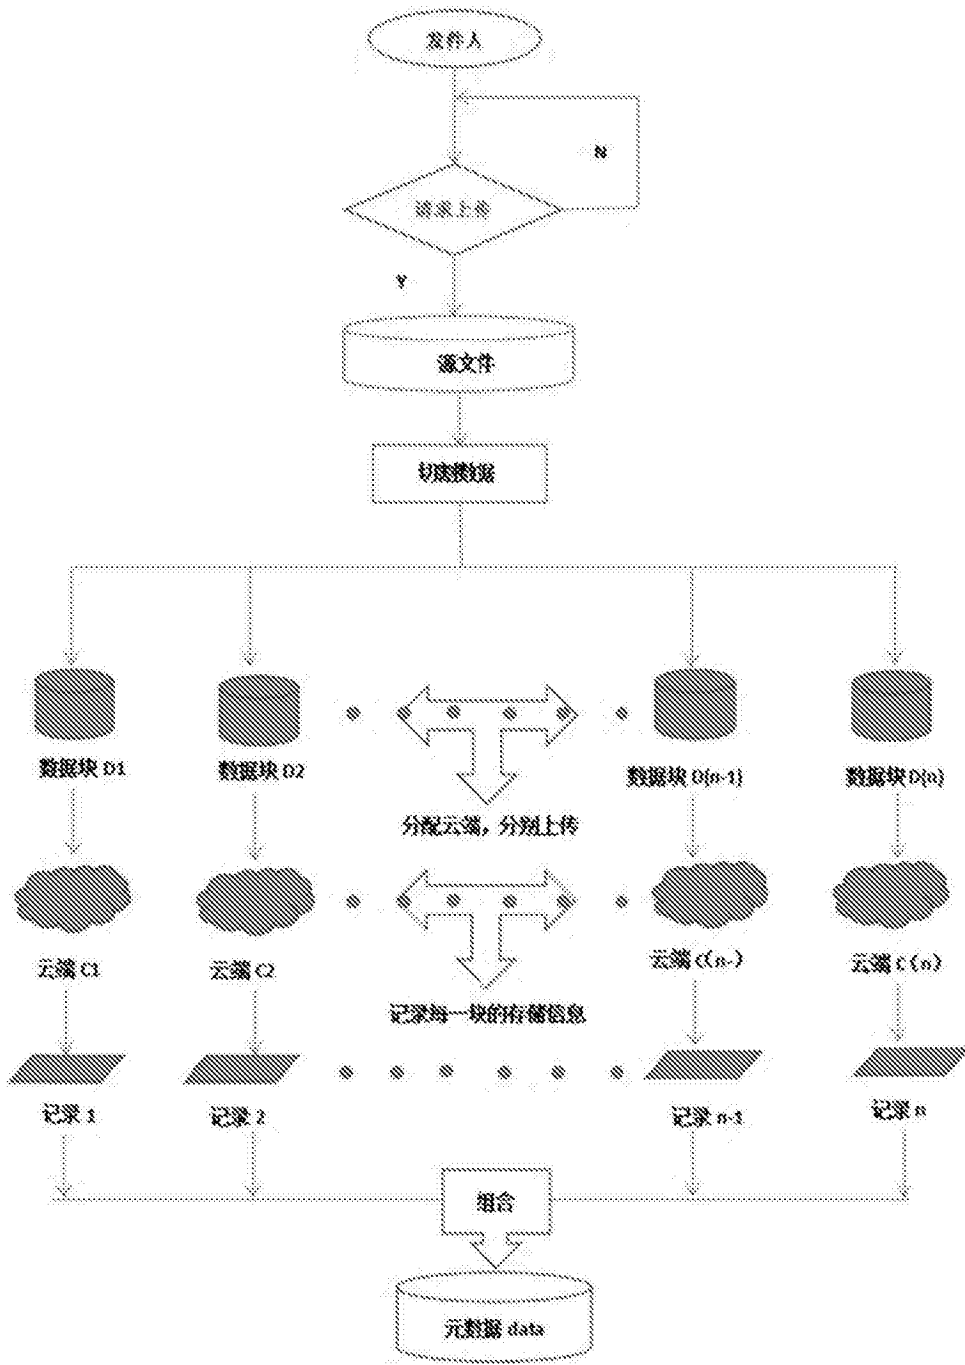 发件人
N
请求上传
Y
源文件
切割数据
数据块 D1
数据块 D2
数据块 D(n-1)
数据块 D(n)
分配云端，分别上传
云端 C1
云端 C2
云端 C(n-)
云端 C(n)
记录每一块的存储信息
记录 1
记录 2
记录 n-1
记录 n
组合
元数据 data